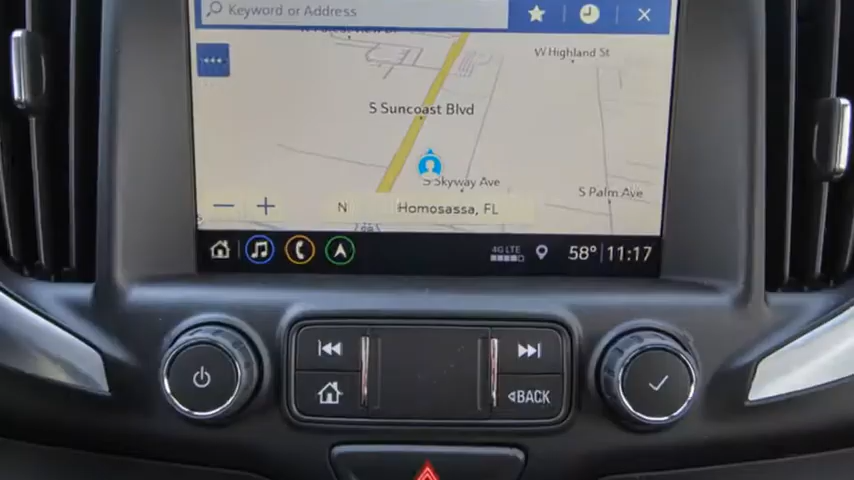 Keyword or Address
W Highland St
S Suncoast Blvd
S Skyway Ave
S Palm Ave
N
Homosassa, FL
4G LTE
58° 11:17
BACK